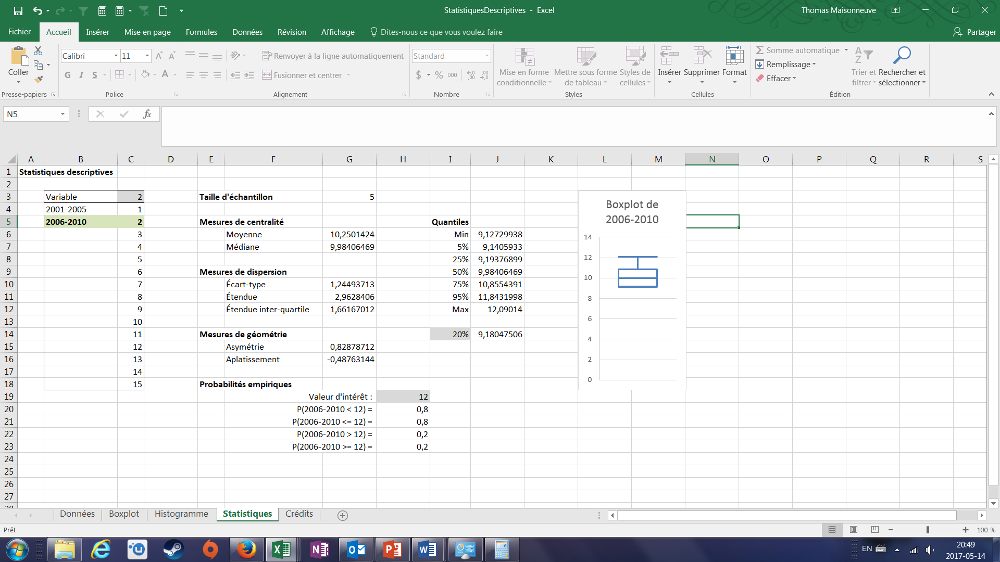 StatistiquesDescriptives - Excel
Thomas Maisonneuve
Fichier Accueil Insérer Mise en page Formules Données Révision Affichage Dites-nous ce que vous voulez faire Partager
Coller
Presse-papiers
Calibri 11
G I S
Police
Renvoyer à la ligne automatiquement
Fusionner et centrer
Alignement
Standard
$ % 000
Nombre
Mise en forme conditionnelle
Mettre sous forme de tableau
Styles de cellules
Styles
Insérer Supprimer Format
Cellules
Somme automatique
Remplissage
Effacer
Trier et filtrer
Rechercher et sélectionner
Édition
N5
fx
A B C D E F G H I J K L M N O P Q R S
1 Statistiques descriptives
2
3 Variable 2 Taille d'échantillon 5
4 2001-2005 1
5 2006-2010 2 Mesures de centralité Quantiles
6 3 Moyenne 10,2501424 Min 9,12729938
7 4 Médiane 9,98406469 5% 9,1405933
8 5 25% 9,19376899
9 6 Mesures de dispersion 50% 9,98406469
10 7 Écart-type 1,24493713 75% 10,8554391
11 8 Étendue 2,9628406 95% 11,8431998
12 9 Étendue inter-quartile 1,66167012 Max 12,09014
13 10
14 11 Mesures de géométrie 20% 9,18047506
15 12 Asymétrie 0,82878712
16 13 Aplatissement -0,48763144
17 14
18 15 Probabilités empiriques
19 Valeur d'intérêt : 12
20 P(2006-2010 < 12) = 0,8
21 P(2006-2010 <= 12) = 0,8
22 P(2006-2010 > 12) = 0,2
23 P(2006-2010 >= 12) = 0,2
24
25
26
27
Boxplot de
2006-2010
14
12
10
8
6
4
2
0
Données Boxplot Histogramme Statistiques Crédits
Prêt
100 %
EN
20:49
2017-05-14